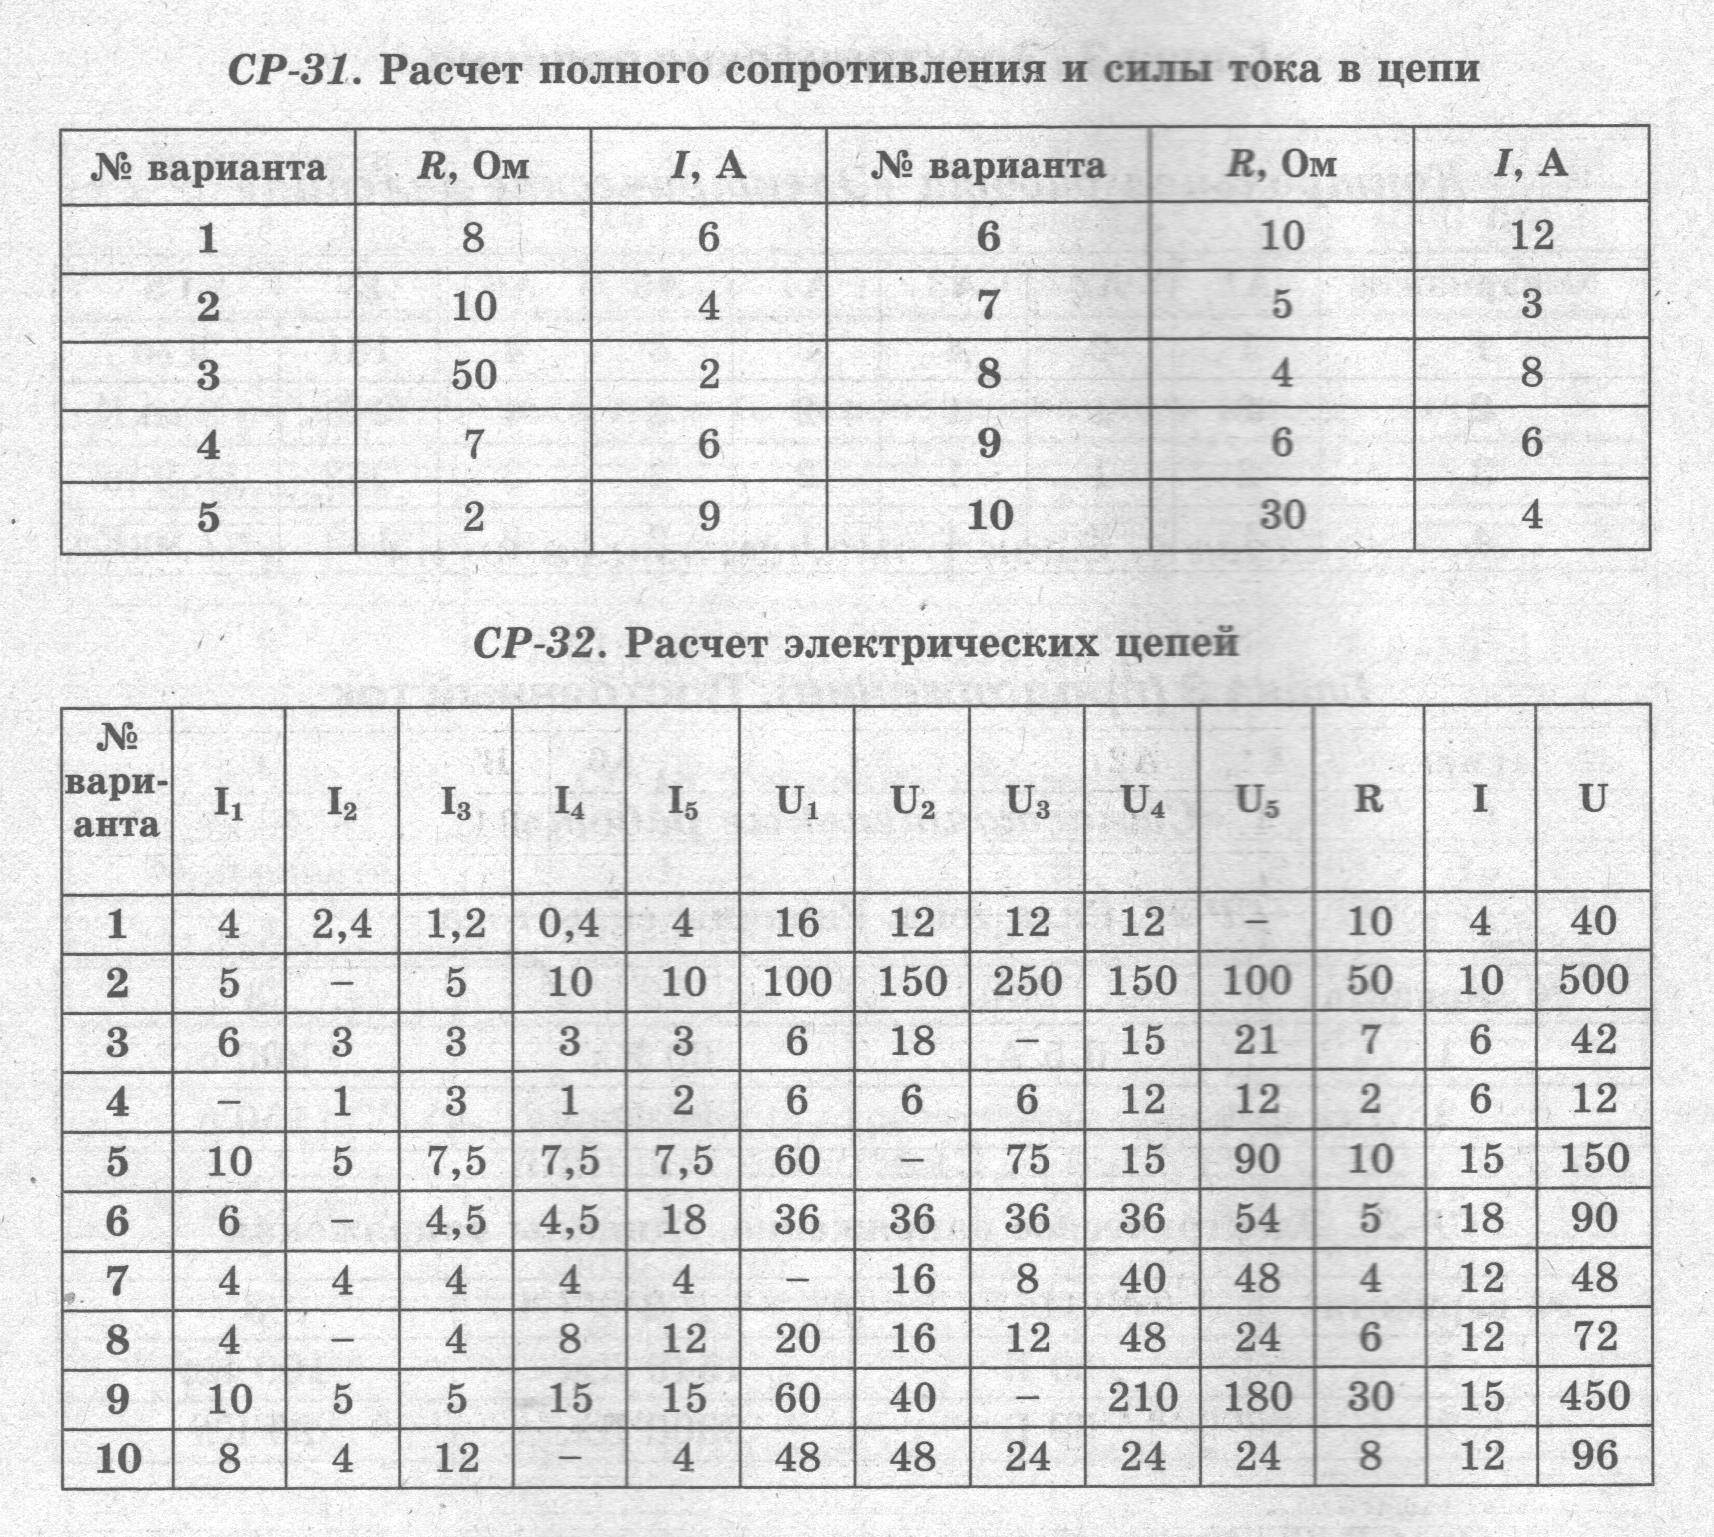 СР-31. Расчет полного сопротивления и силы тока в цепи
№ варианта R, Ом I, А № варианта R, Ом I, А
1 8 6 6 10 12
2 10 4 7 5 3
3 50 2 8 4 8
4 7 6 9 6 6
5 2 9 10 30 4
СР-32. Расчет электрических цепей
№ вари-анта I₁ I₂ I₃ I₄ I₅ U₁ U₂ U₃ U₄ U₅ R I U
1 4 2,4 1,2 0,4 4 16 12 12 12 – 10 4 40
2 5 – 5 10 10 100 150 250 150 100 50 10 500
3 6 3 3 3 3 6 18 – 15 21 7 6 42
4 – 1 3 1 2 6 6 6 12 12 2 6 12
5 10 5 7,5 7,5 7,5 60 – 75 15 90 10 15 150
6 6 – 4,5 4,5 18 36 36 36 36 54 5 18 90
7 4 4 4 4 4 – 16 8 40 48 4 12 48
8 4 – 4 8 12 20 16 12 48 24 6 12 72
9 10 5 5 15 15 60 40 – 210 180 30 15 450
10 8 4 12 – 4 48 48 24 24 24 8 12 96